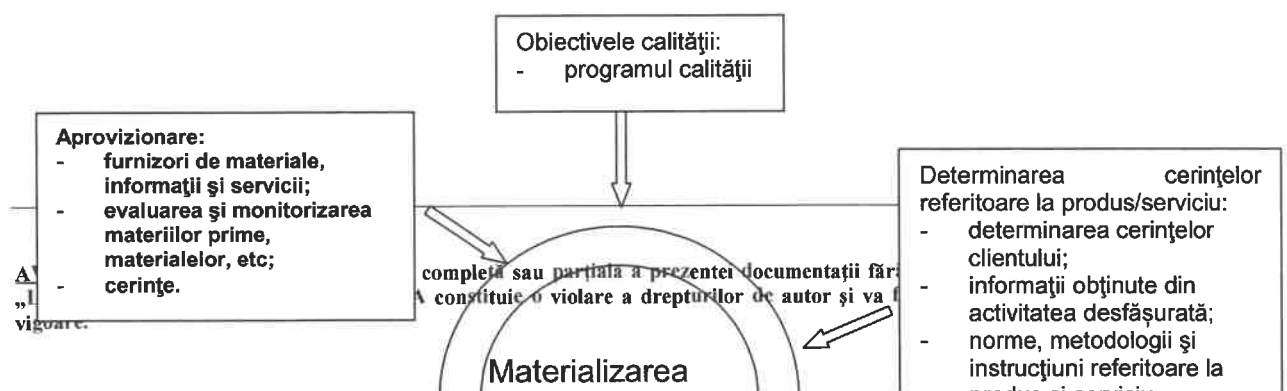 Obiectivele calităţii:
- programul calităţii
Aprovizionare:
- furnizori de materiale,
informaţii şi servicii;
- evaluarea şi monitorizarea
materiilor prime,
materialelor, etc;
- cerinţe.
Determinarea cerinţelor
referitoare la produs/serviciu:
- determinarea cerinţelor
clientului;
- informaţii obţinute din
activitatea desfăşurată;
- norme, metodologii şi
instrucţiuni referitoare la
completă sau parţiala a prezentei documentaţii
constituie o violare a drepturilor de autor şi va
vigoare.
Materializarea